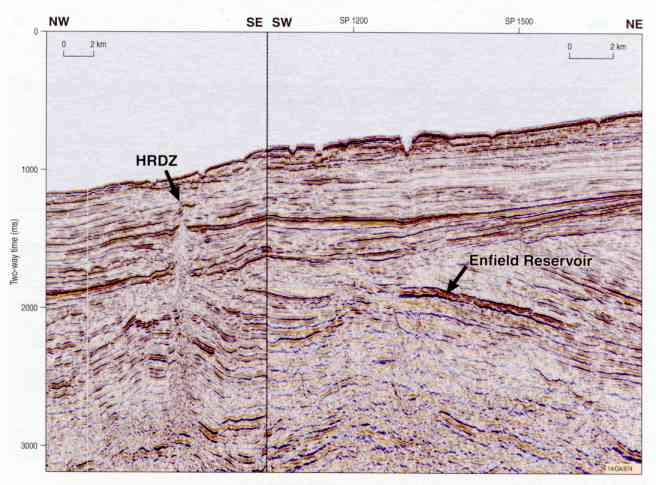 NW SE SW SP 1200 SP 1500 NE
0
0 2 km 0 2 km
HRDZ
1000
Two-way time (ms)
Enfield Reservoir
2000
3000